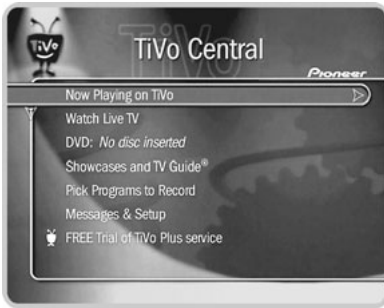 TiVo
TiVo Central
Pioneer
Now Playing on TiVo
Watch Live TV
DVD: No disc inserted
Showcases and TV Guide®
Pick Programs to Record
Messages & Setup
FREE Trial of TiVo Plus service